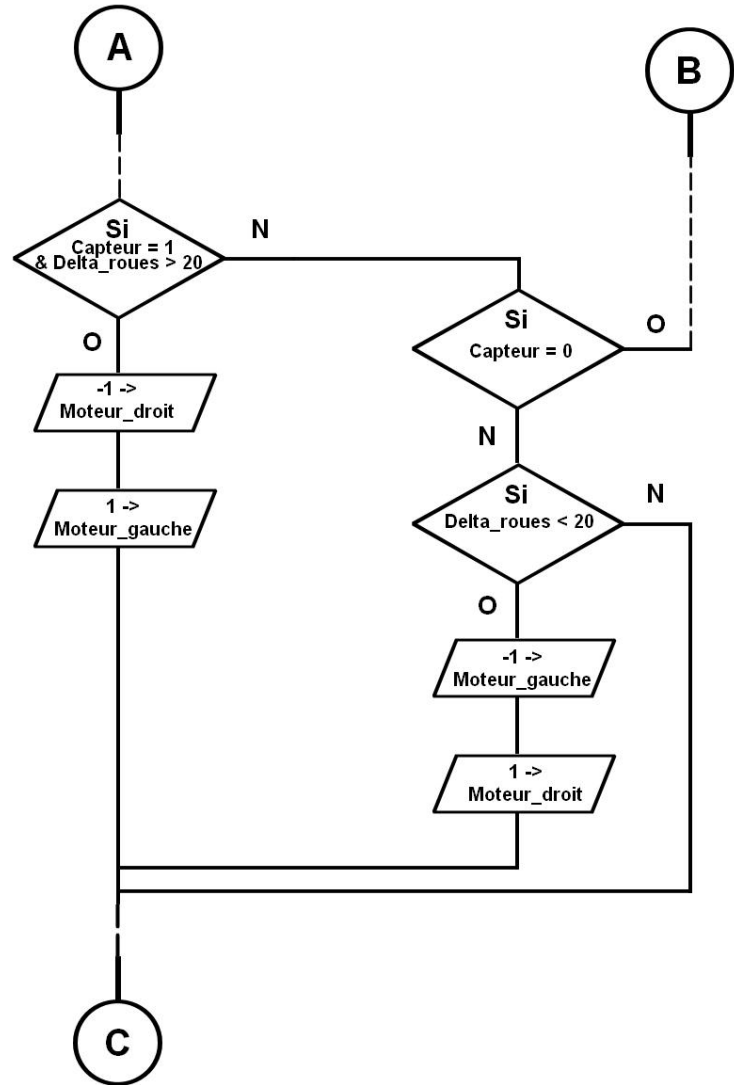 A
B
Si
Capteur = 1
& Delta_roues > 20
N
O
Si
Capteur = 0
O
N
-1 ->
Moteur_droit
1 ->
Moteur_gauche
Si
Delta_roues < 20
N
O
-1 ->
Moteur_gauche
1 ->
Moteur_droit
C